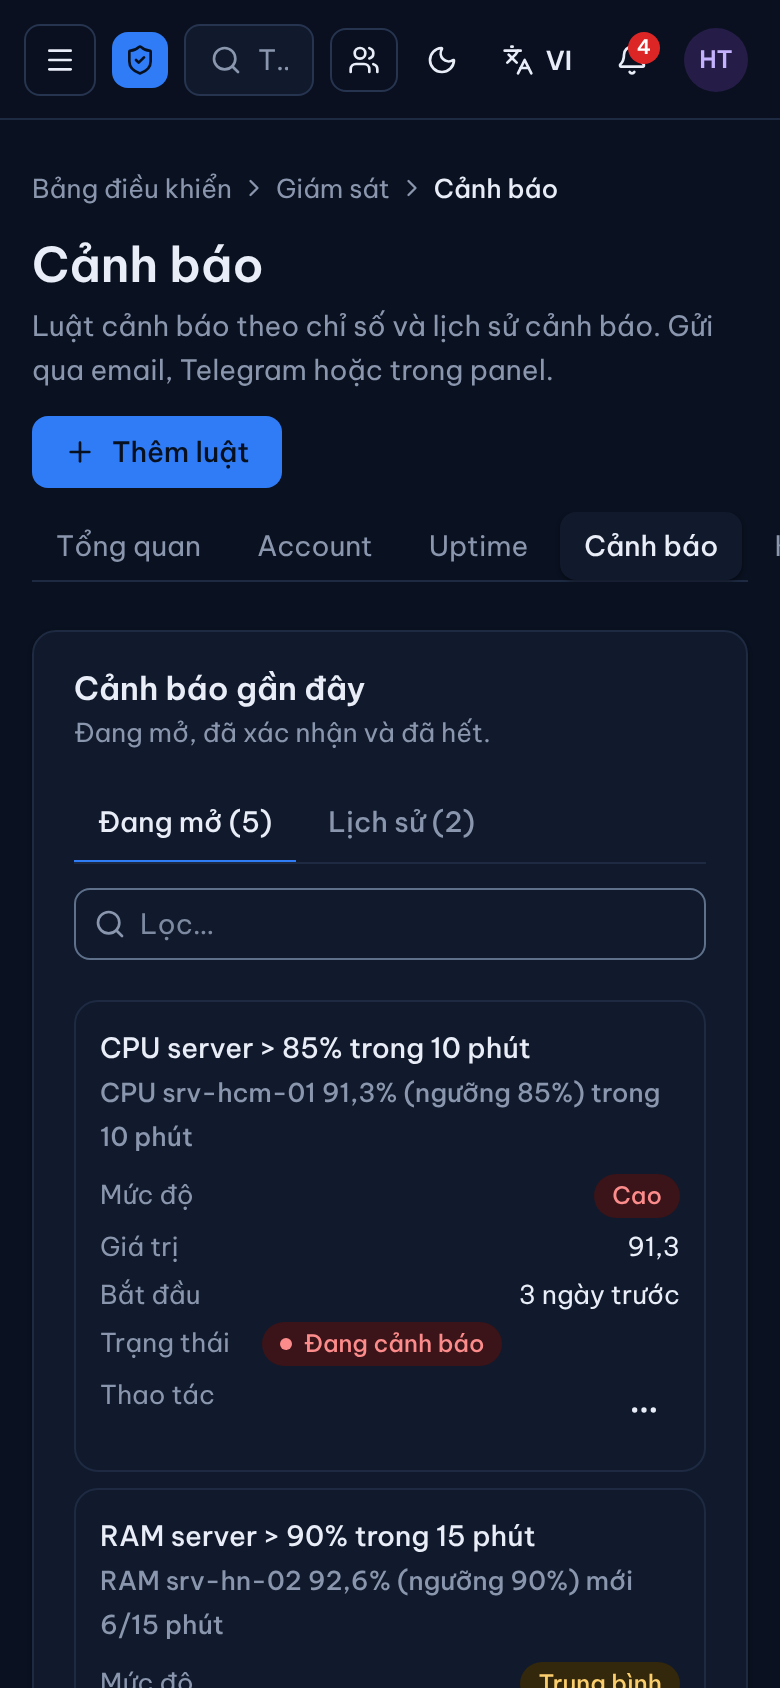 T..
VI
4
HT
Bảng điều khiển > Giám sát > Cảnh báo
Cảnh báo
Luật cảnh báo theo chỉ số và lịch sử cảnh báo. Gửi
qua email, Telegram hoặc trong panel.
+ Thêm luật
Tổng quan Account Uptime Cảnh báo
Cảnh báo gần đây
Đang mở, đã xác nhận và đã hết.
Đang mở (5) Lịch sử (2)
Lọc...
CPU server > 85% trong 10 phút
CPU srv-hcm-01 91,3% (ngưỡng 85%) trong
10 phút
Mức độ Cao
Giá trị 91,3
Bắt đầu 3 ngày trước
Trạng thái Đang cảnh báo
Thao tác ...
RAM server > 90% trong 15 phút
RAM srv-hn-02 92,6% (ngưỡng 90%) mới
6/15 phút
Mức độ Trung bình